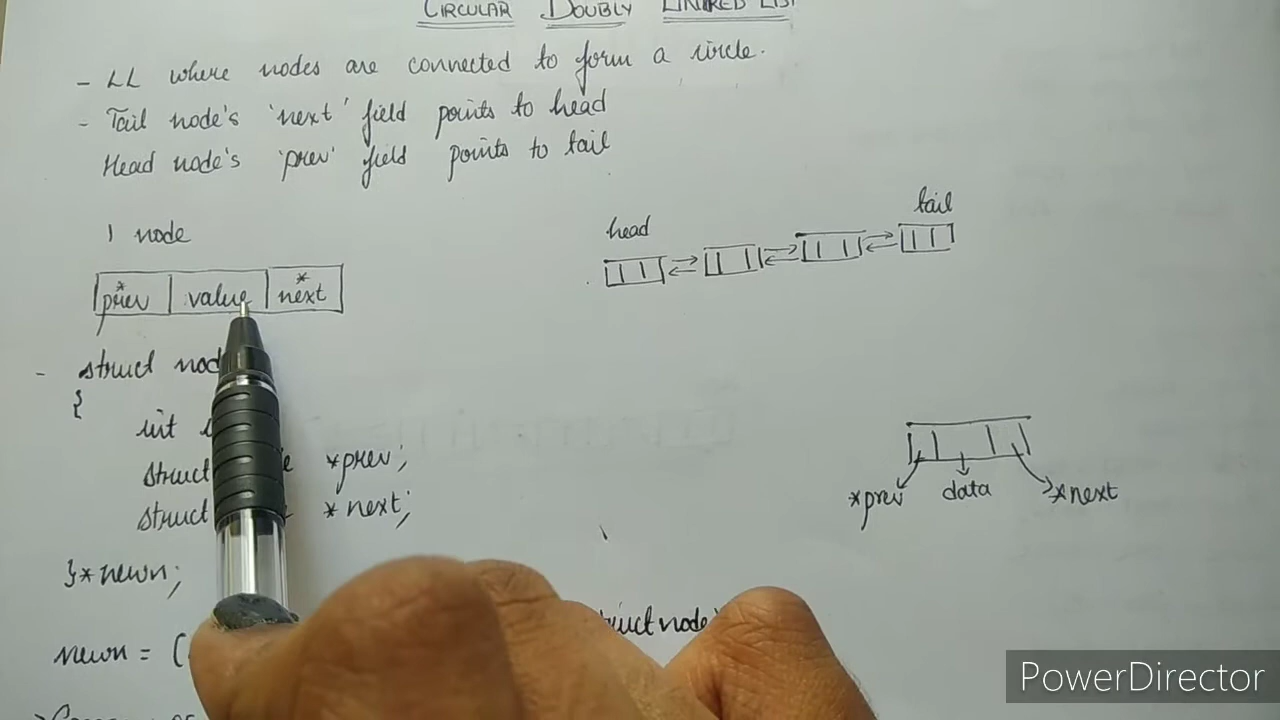 CIRCULAR DOUBLY LINKED LIST
- LL where nodes are connected to form a circle.
- Tail node's 'next' field points to head
Head node's 'prev' field points to tail
1 node
*prev value *next
head
tail
- struct nod
{
int
struct *prev;
struct *next;
}*newn;
*prev data *next
newn = ( struct node
PowerDirector